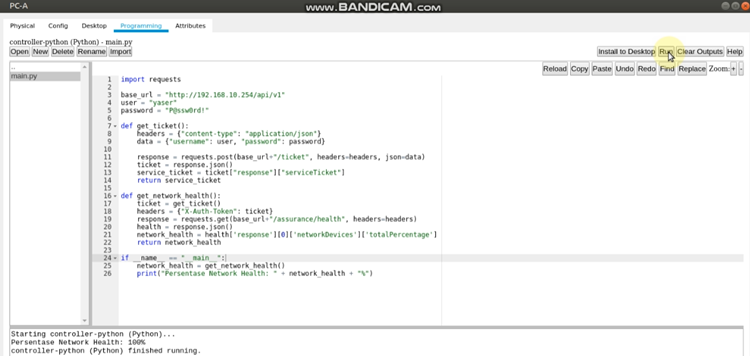 PC-A
www.BANDICAM.com
Physical Config Desktop Programming Attributes
controller-python (Python) - main.py
Open New Delete Rename Import Install to Desktop Run Clear Outputs Help
Reload Copy Paste Undo Redo Find Replace Zoom: + -
..
main.py
1 import requests
2
3 base_url = "http://192.168.10.254/api/v1"
4 user = "yaser"
5 password = "P@ssw0rd!"
6
7 def get_ticket():
8     headers = {"content-type": "application/json"}
9     data = {"username": user, "password": password}
10
11     response = requests.post(base_url+"/ticket", headers=headers, json=data)
12     ticket = response.json()
13     service_ticket = ticket["response"]["serviceTicket"]
14     return service_ticket
15
16 def get_network_health():
17     ticket = get_ticket()
18     headers = {"X-Auth-Token": ticket}
19     response = requests.get(base_url+"/assurance/health", headers=headers)
20     health = response.json()
21     network_health = health['response'][0]['networkDevices']['totalPercentage']
22     return network_health
23
24 if __name__ == "__main__":
25     network_health = get_network_health()
26     print("Persentase Network Health: " + network_health + "%")
Starting controller-python (Python)...
Persentase Network Health: 100%
controller-python (Python) finished running.